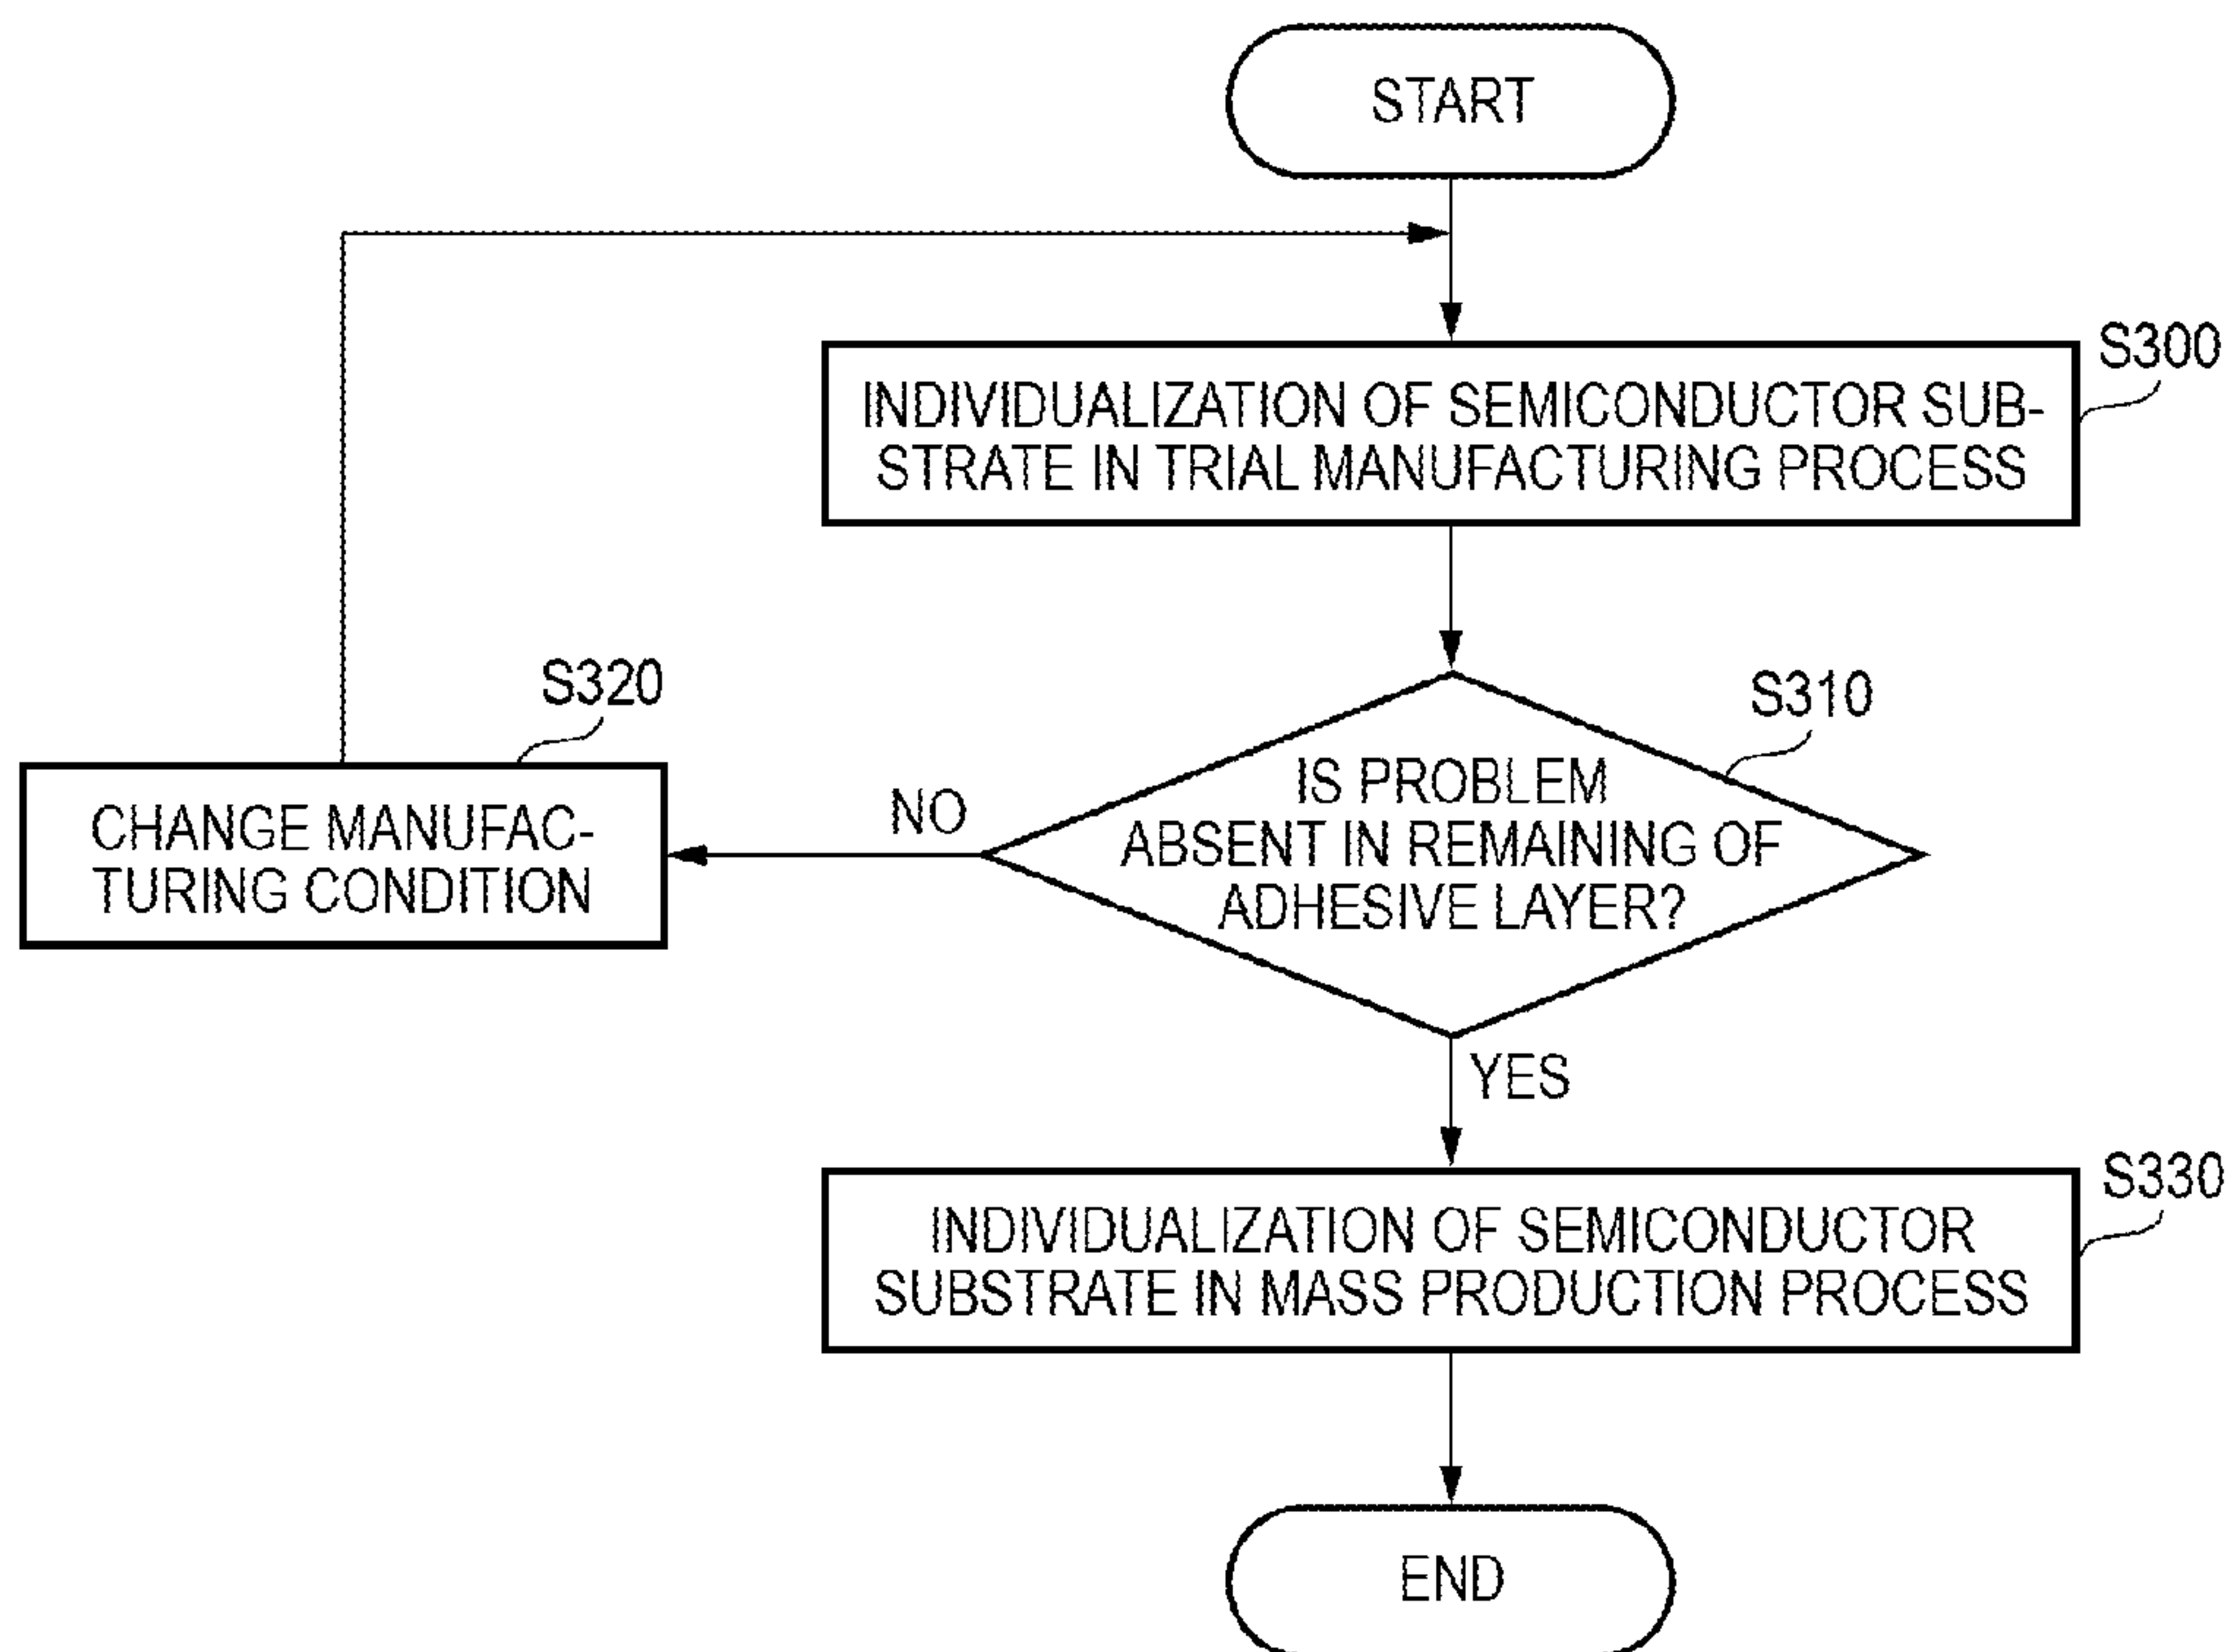 START
S300
INDIVIDUALIZATION OF SEMICONDUCTOR SUB-
STRATE IN TRIAL MANUFACTURING PROCESS
S320
S310
CHANGE MANUFAC-
TURING CONDITION
NO
IS PROBLEM
ABSENT IN REMAINING OF
ADHESIVE LAYER?
YES
S330
INDIVIDUALIZATION OF SEMICONDUCTOR
SUBSTRATE IN MASS PRODUCTION PROCESS
END